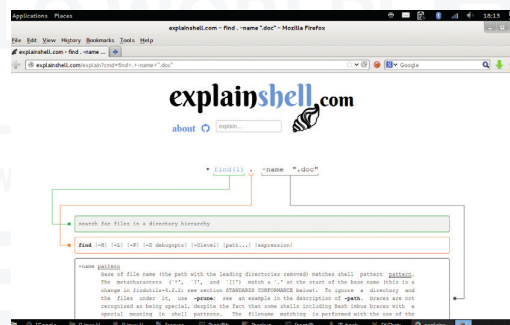 Applications Places
18:13
explainshell.com - find . -name ".doc" - Mozilla Firefox
File Edit View History Bookmarks Tools Help
explainshell.com - find . -name ...
explainshell.com/explain?cmd=find+.+-name+".doc"
Google
explainshell.com
about explain...
find(1) . -name ".doc"
search for files in a directory hierarchy
find [-H] [-L] [-P] [-D debugopts] [-Olevel] [path...] [expression]
-name pattern
Base of file name (the path with the leading directories removed) matches shell pattern pattern.
The metacharacters (`*', `?', and `[]') match a `.' at the start of the base name (this is a
change in findutils-4.2.2; see section STANDARDS CONFORMANCE below). To ignore a directory and
the files under it, use -prune; see an example in the description of -path. Braces are not
recognised as being special, despite the fact that some shells including Bash imbue braces with a
special meaning in shell patterns. The filename matching is performed with the use of the